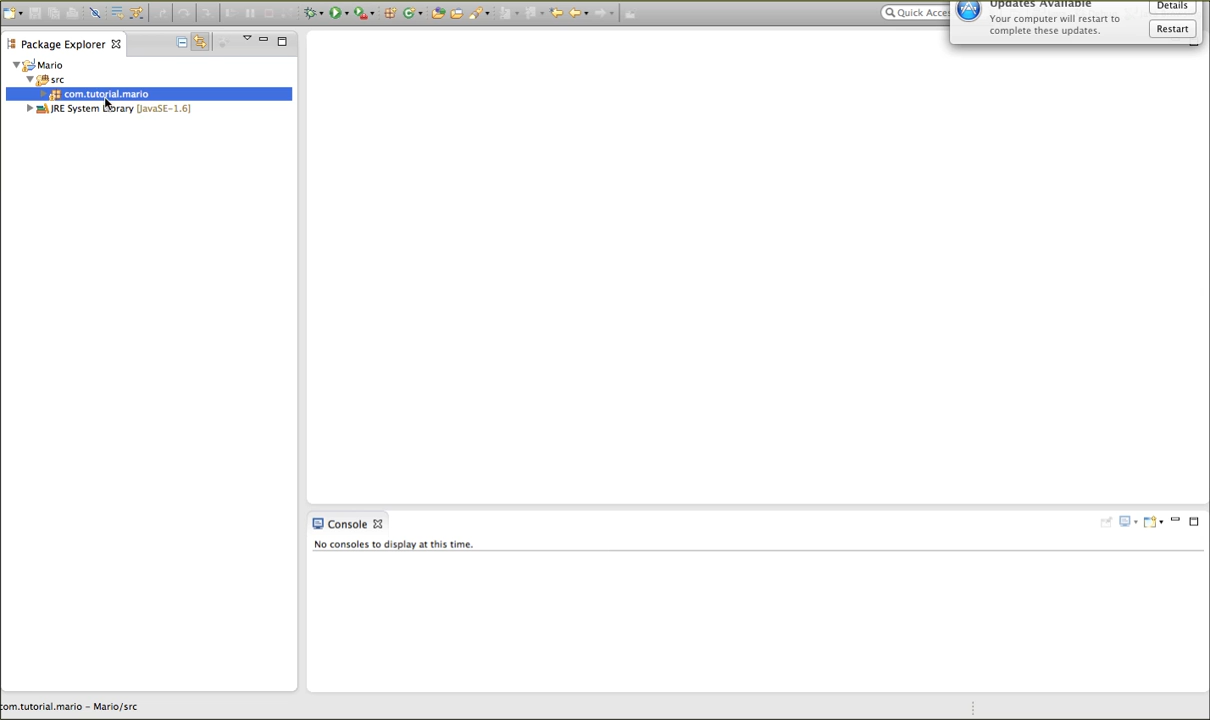 Quick Acces
Updates Available
Your computer will restart to
complete these updates.
Details
Restart
Package Explorer
Mario
src
com.tutorial.mario
JRE System Library [JavaSE-1.6]
Console
No consoles to display at this time.
com.tutorial.mario – Mario/src